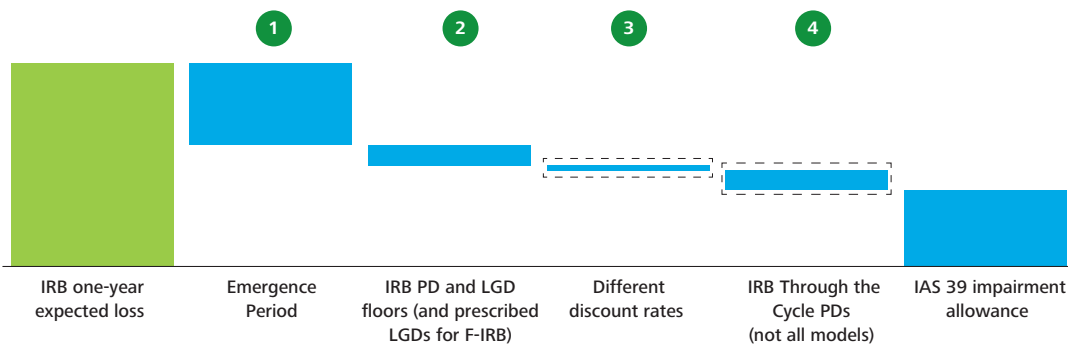 1
2
3
4
IRB one-year
expected loss
Emergence
Period
IRB PD and LGD
floors (and prescribed
LGDs for F-IRB)
Different
discount rates
IRB Through the
Cycle PDs
(not all models)
IAS 39 impairment
allowance